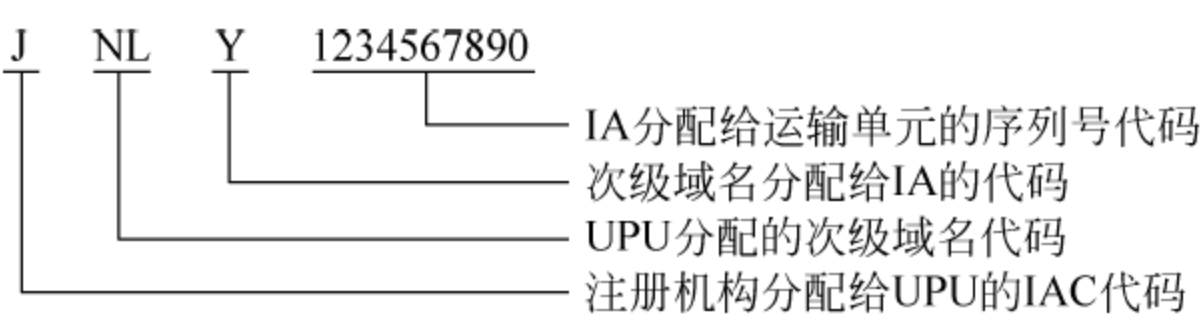 J NL Y 1234567890
IA分配给运输单元的序列号代码
次级域名分配给IA的代码
UPU分配的次级域名代码
注册机构分配给UPU的IAC代码